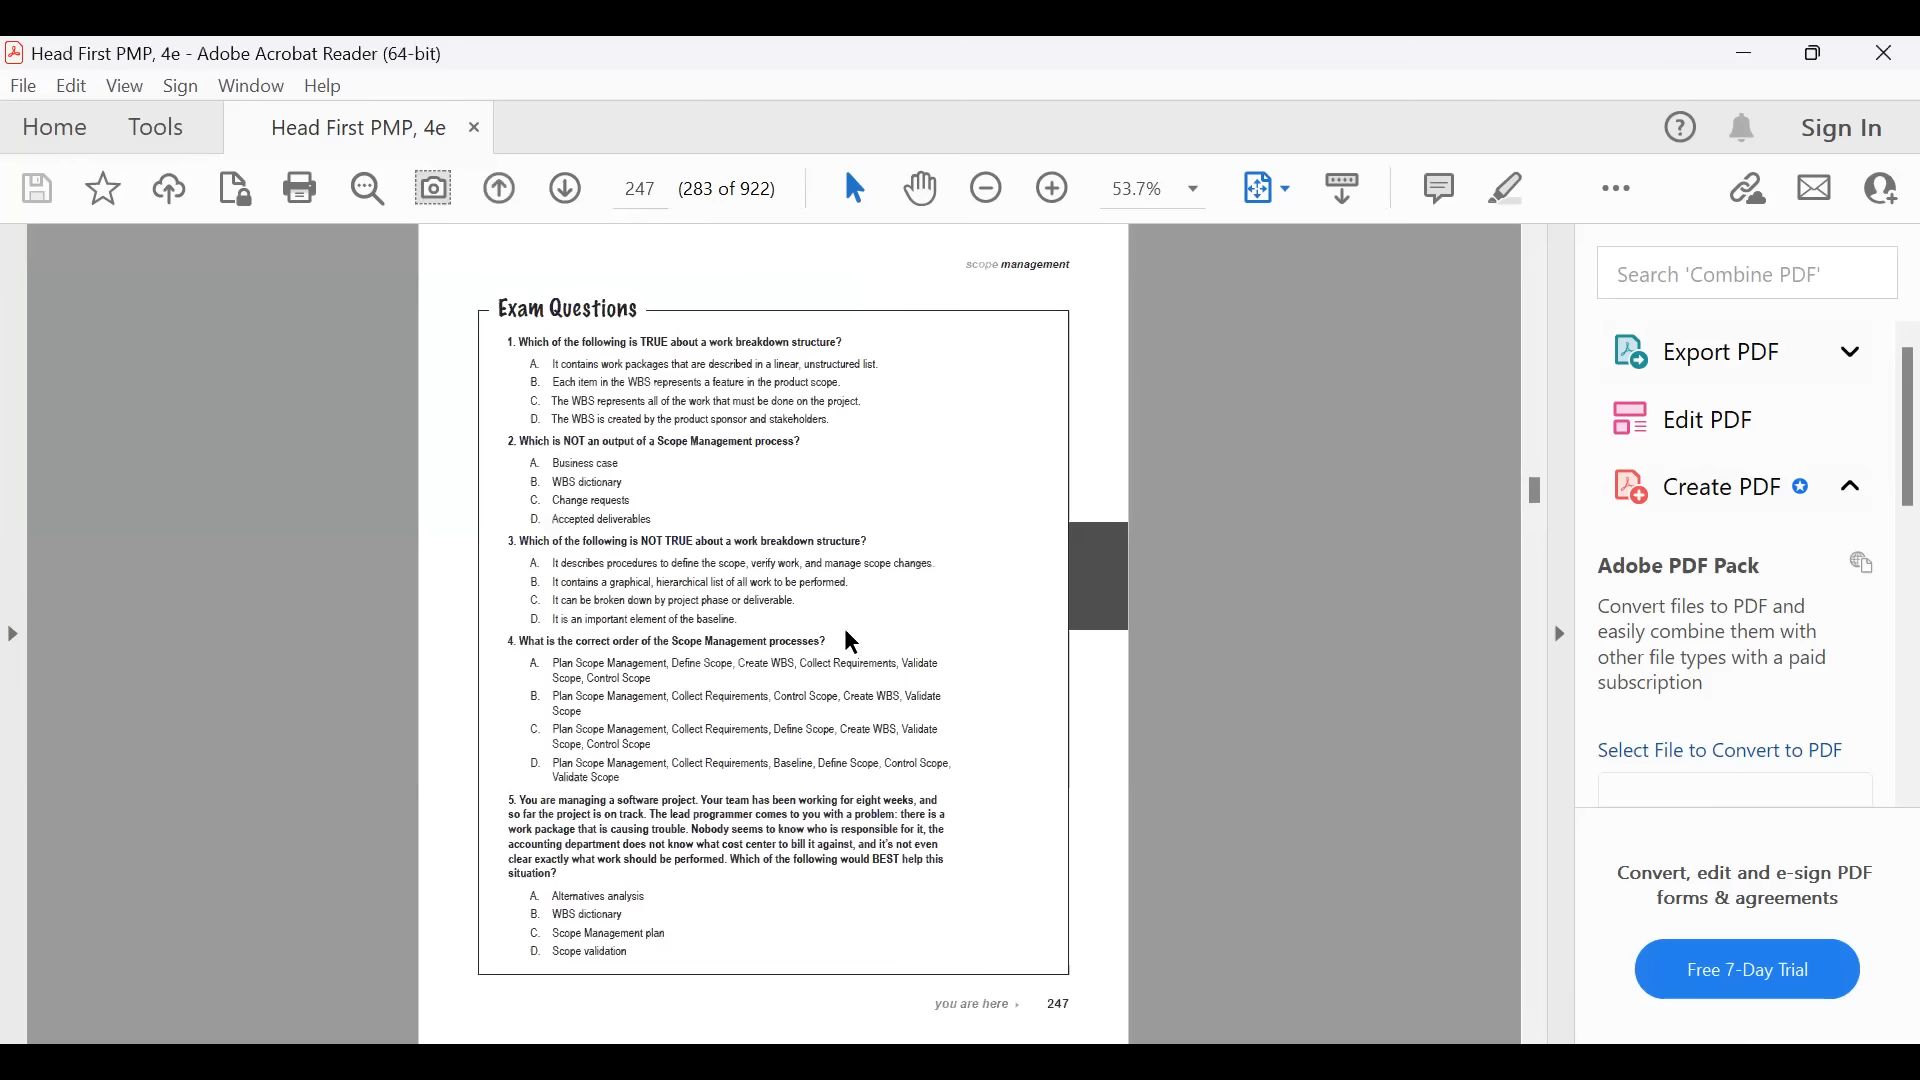 Head First PMP, 4e - Adobe Acrobat Reader (64-bit)
File Edit View Sign Window Help
Home Tools Head First PMP, 4e × Sign In
247 (283 of 922) 53.7%
scope management
Exam Questions
1. Which of the following is TRUE about a work breakdown structure?
A. It contains work packages that are described in a linear, unstructured list.
B. Each item in the WBS represents a feature in the product scope.
C. The WBS represents all of the work that must be done on the project.
D. The WBS is created by the product sponsor and stakeholders.
2. Which is NOT an output of a Scope Management process?
A. Business case
B. WBS dictionary
C. Change requests
D. Accepted deliverables
3. Which of the following is NOT TRUE about a work breakdown structure?
A. It describes procedures to define the scope, verify work, and manage scope changes.
B. It contains a graphical, hierarchical list of all work to be performed.
C. It can be broken down by project phase or deliverable.
D. It is an important element of the baseline.
4. What is the correct order of the Scope Management processes?
A. Plan Scope Management, Define Scope, Create WBS, Collect Requirements, Validate
Scope, Control Scope
B. Plan Scope Management, Collect Requirements, Control Scope, Create WBS, Validate
Scope
C. Plan Scope Management, Collect Requirements, Define Scope, Create WBS, Validate
Scope, Control Scope
D. Plan Scope Management, Collect Requirements, Baseline, Define Scope, Control Scope,
Validate Scope
5. You are managing a software project. Your team has been working for eight weeks, and
so far the project is on track. The lead programmer comes to you with a problem: there is a
work package that is causing trouble. Nobody seems to know who is responsible for it, the
accounting department does not know what cost center to bill it against, and it's not even
clear exactly what work should be performed. Which of the following would BEST help this
situation?
A. Alternatives analysis
B. WBS dictionary
C. Scope Management plan
D. Scope validation
you are here 247
Search 'Combine PDF'
Export PDF
Edit PDF
Create PDF
Adobe PDF Pack
Convert files to PDF and
easily combine them with
other file types with a paid
subscription
Select File to Convert to PDF
Convert, edit and e-sign PDF
forms & agreements
Free 7-Day Trial